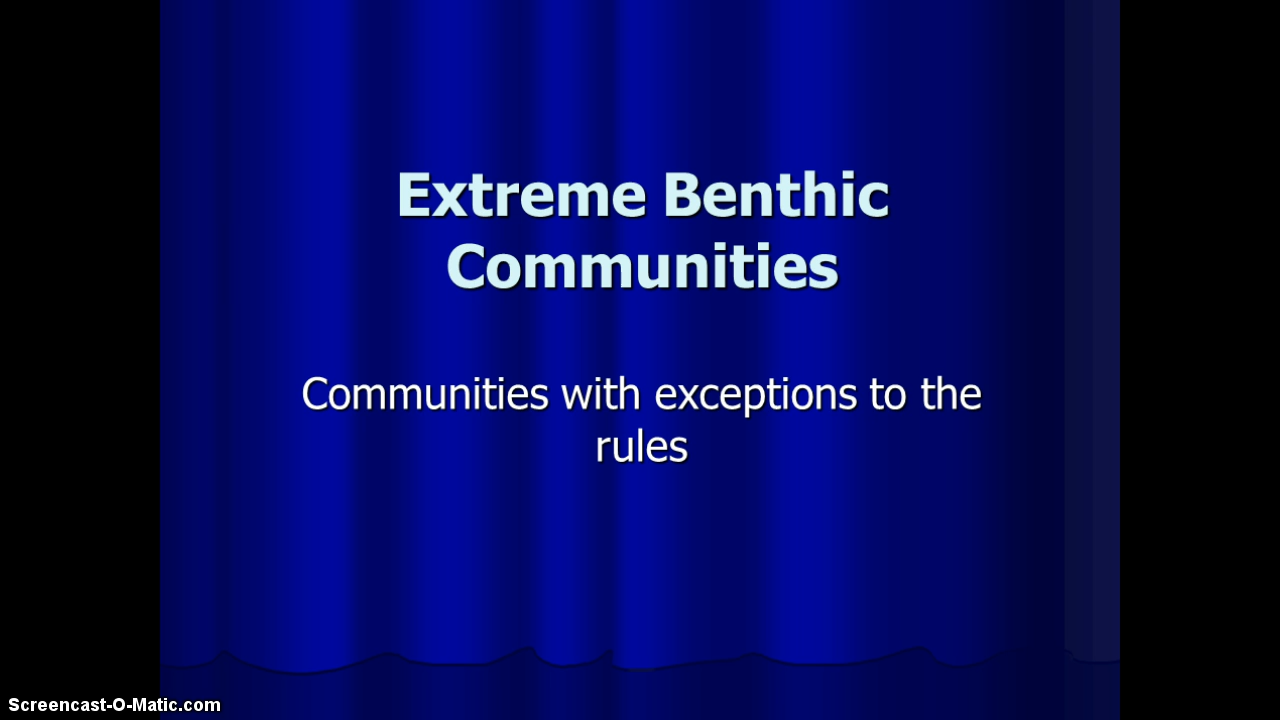 Extreme Benthic
Communities
Communities with exceptions to the
rules
Screencast-O-Matic.com